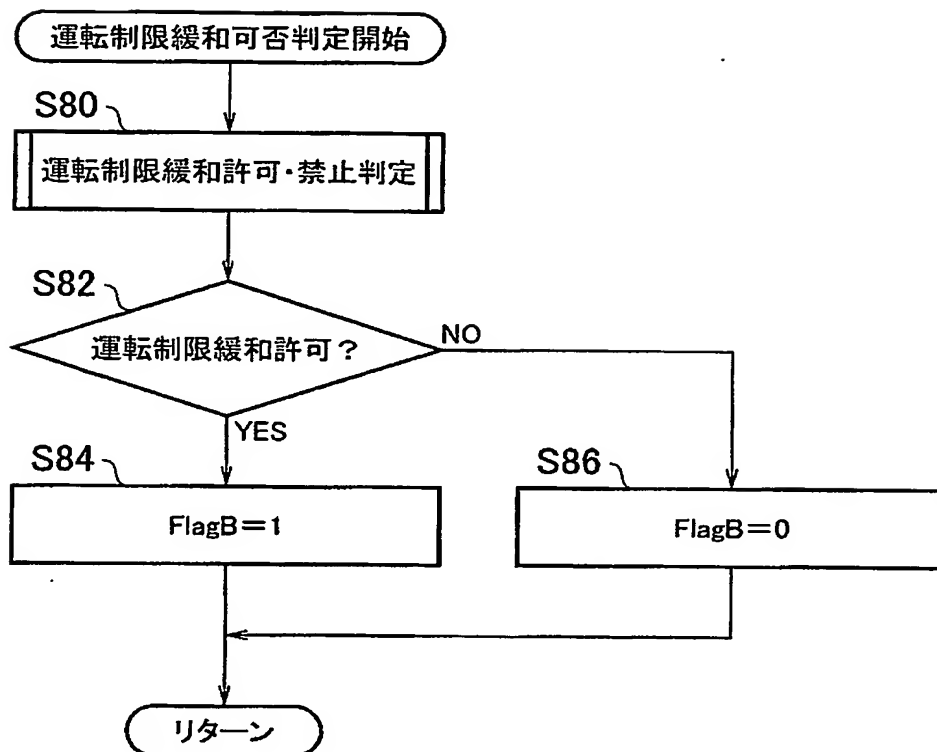 運転制限緩和可否判定開始
S80
運転制限緩和許可・禁止判定
S82
運転制限緩和許可？
NO
YES
S84
FlagB＝1
S86
FlagB＝0
リターン